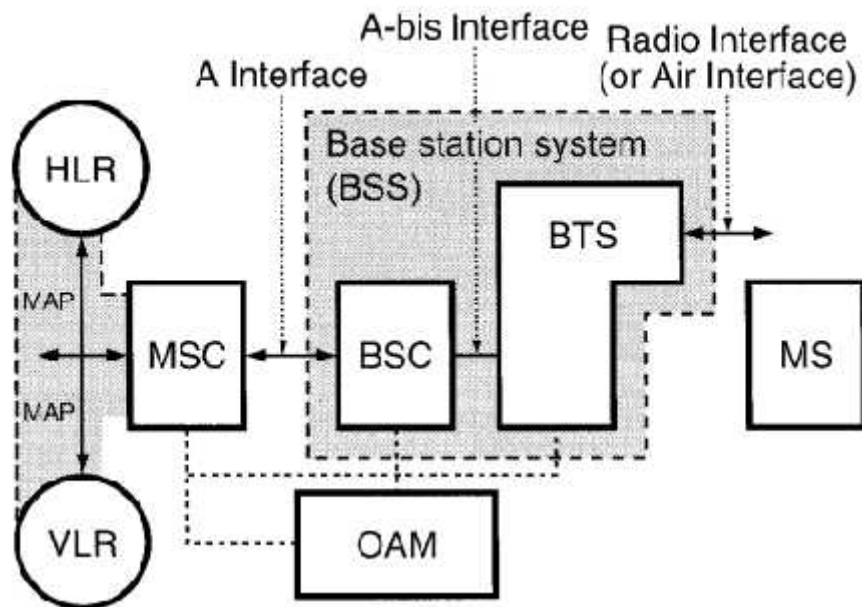 A-bis Interface
Radio Interface
(or Air Interface)
A Interface
Base station system
(BSS)
HLR
BTS
MAP
MSC
BSC
MS
MAP
VLR
OAM